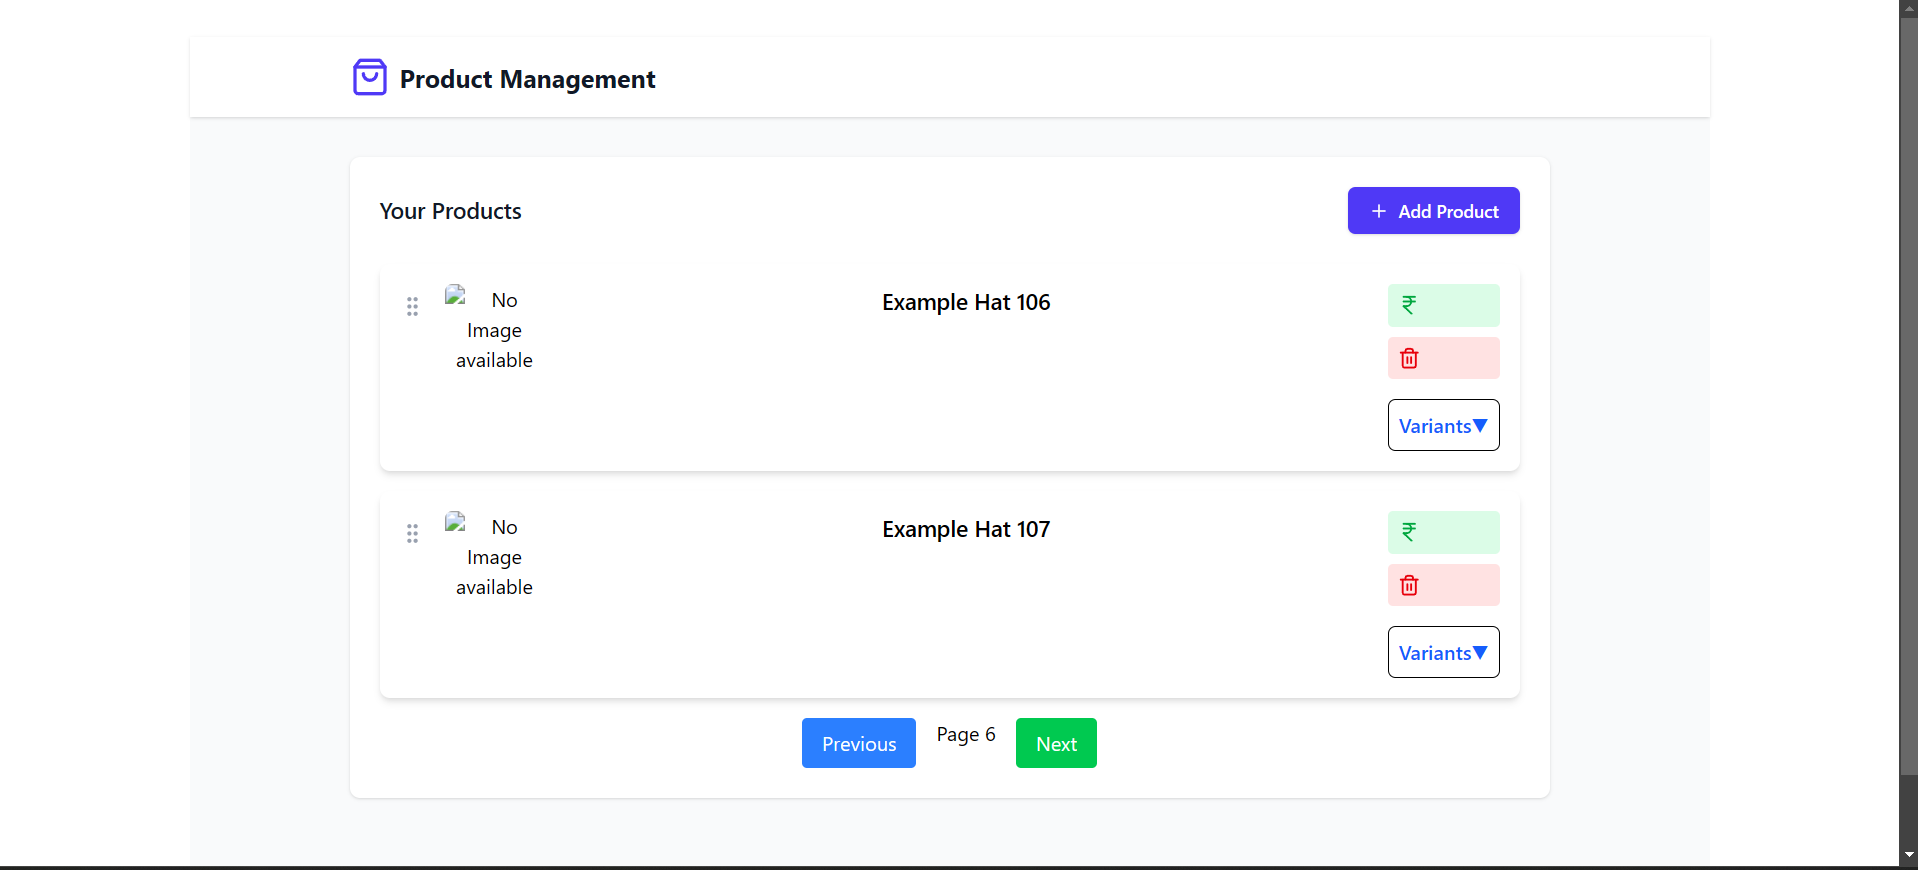 Product Management
Your Products
+ Add Product
No
Image
available
Example Hat 106
₹
Variants▼
No
Image
available
Example Hat 107
₹
Variants▼
Previous
Page 6
Next